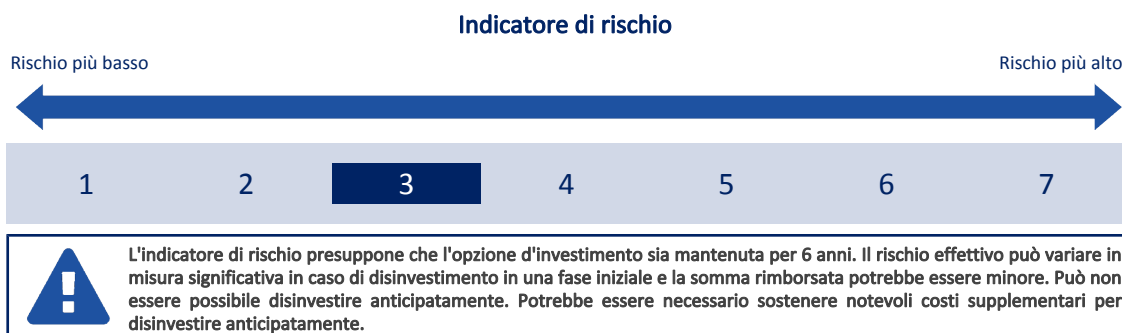 Indicatore di rischio
Rischio più basso Rischio più alto
1 2 3 4 5 6 7
L'indicatore di rischio presuppone che l'opzione d'investimento sia mantenuta per 6 anni. Il rischio effettivo può variare in
misura significativa in caso di disinvestimento in una fase iniziale e la somma rimborsata potrebbe essere minore. Può non
essere possibile disinvestire anticipatamente. Potrebbe essere necessario sostenere notevoli costi supplementari per
disinvestire anticipatamente.